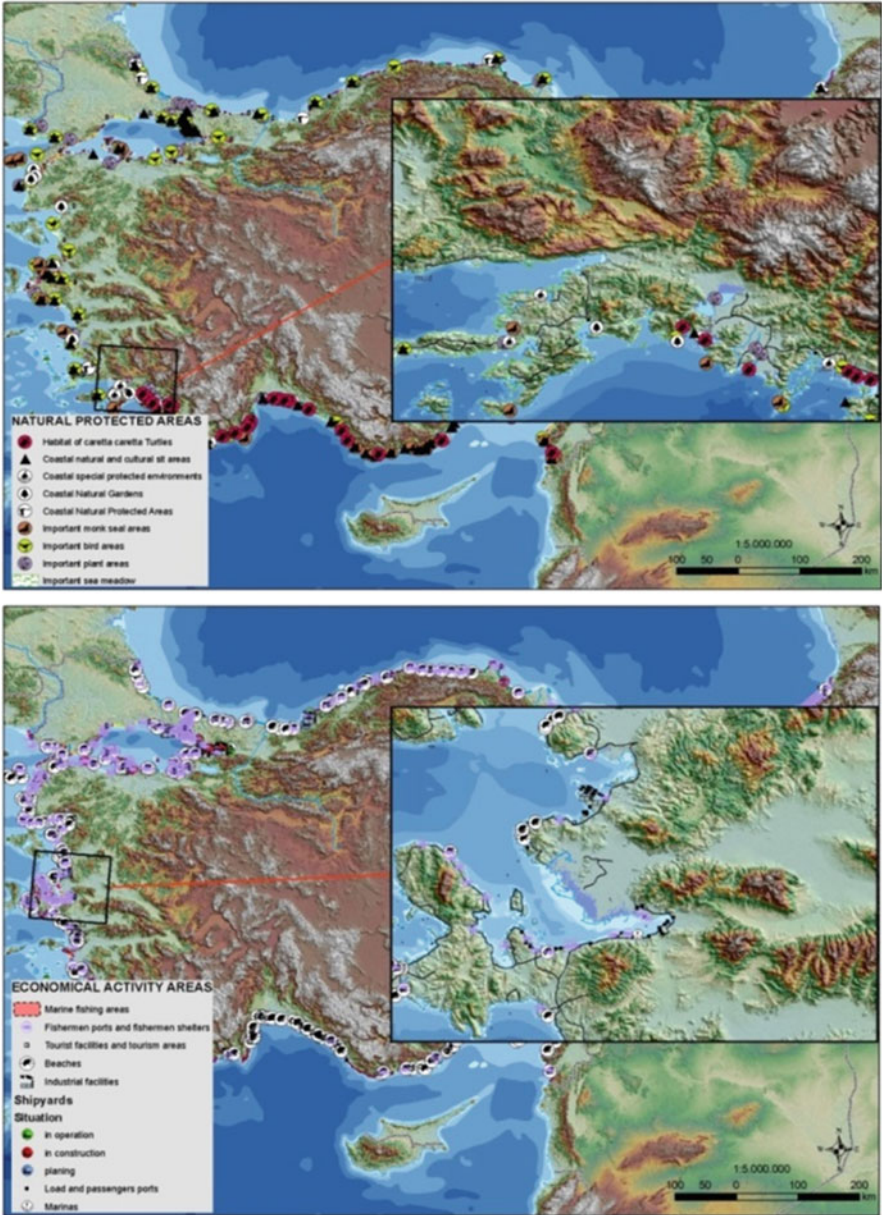 NATURAL PROTECTED AREAS
Habitat of caretta caretta Turtles
Coastal natural and cultural sit areas
Coastal special protected environments
Coastal Natural Gardens
Coastal Natural Protected Areas
Important monk seal areas
Important bird areas
Important plant areas
Important sea meadow
N
W E
S
1:5.000.000
100 50 0 100 200
km
ECONOMICAL ACTIVITY AREAS
Marine fishing areas
Fishermen ports and fishermen shelters
Tourist facilities and tourism areas
Beaches
Industrial facilities
Shipyards
Situation
in operation
in construction
planing
Load and passengers ports
Marinas
N
W E
S
1:5.000.000
100 50 0 100 200
km